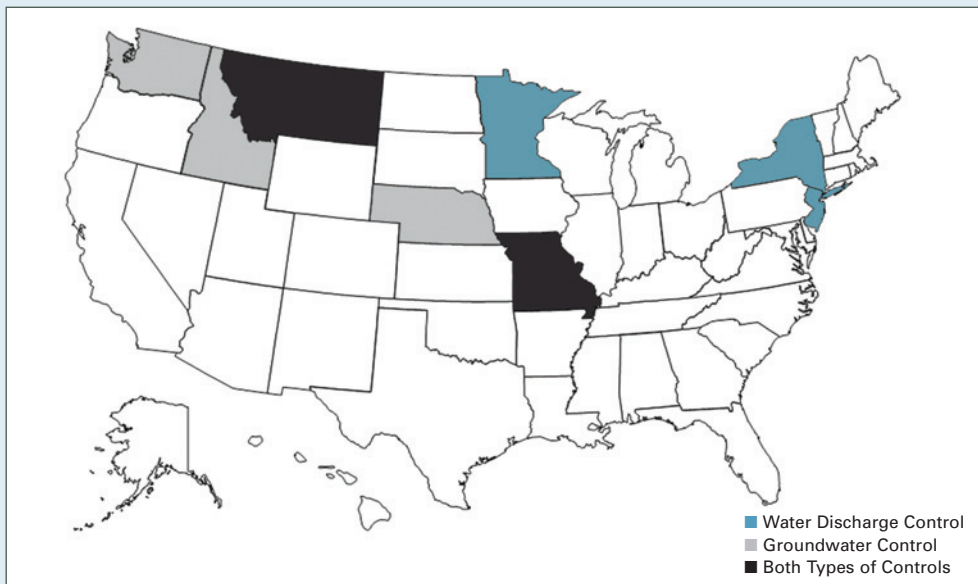 Water Discharge Control
Groundwater Control
Both Types of Controls